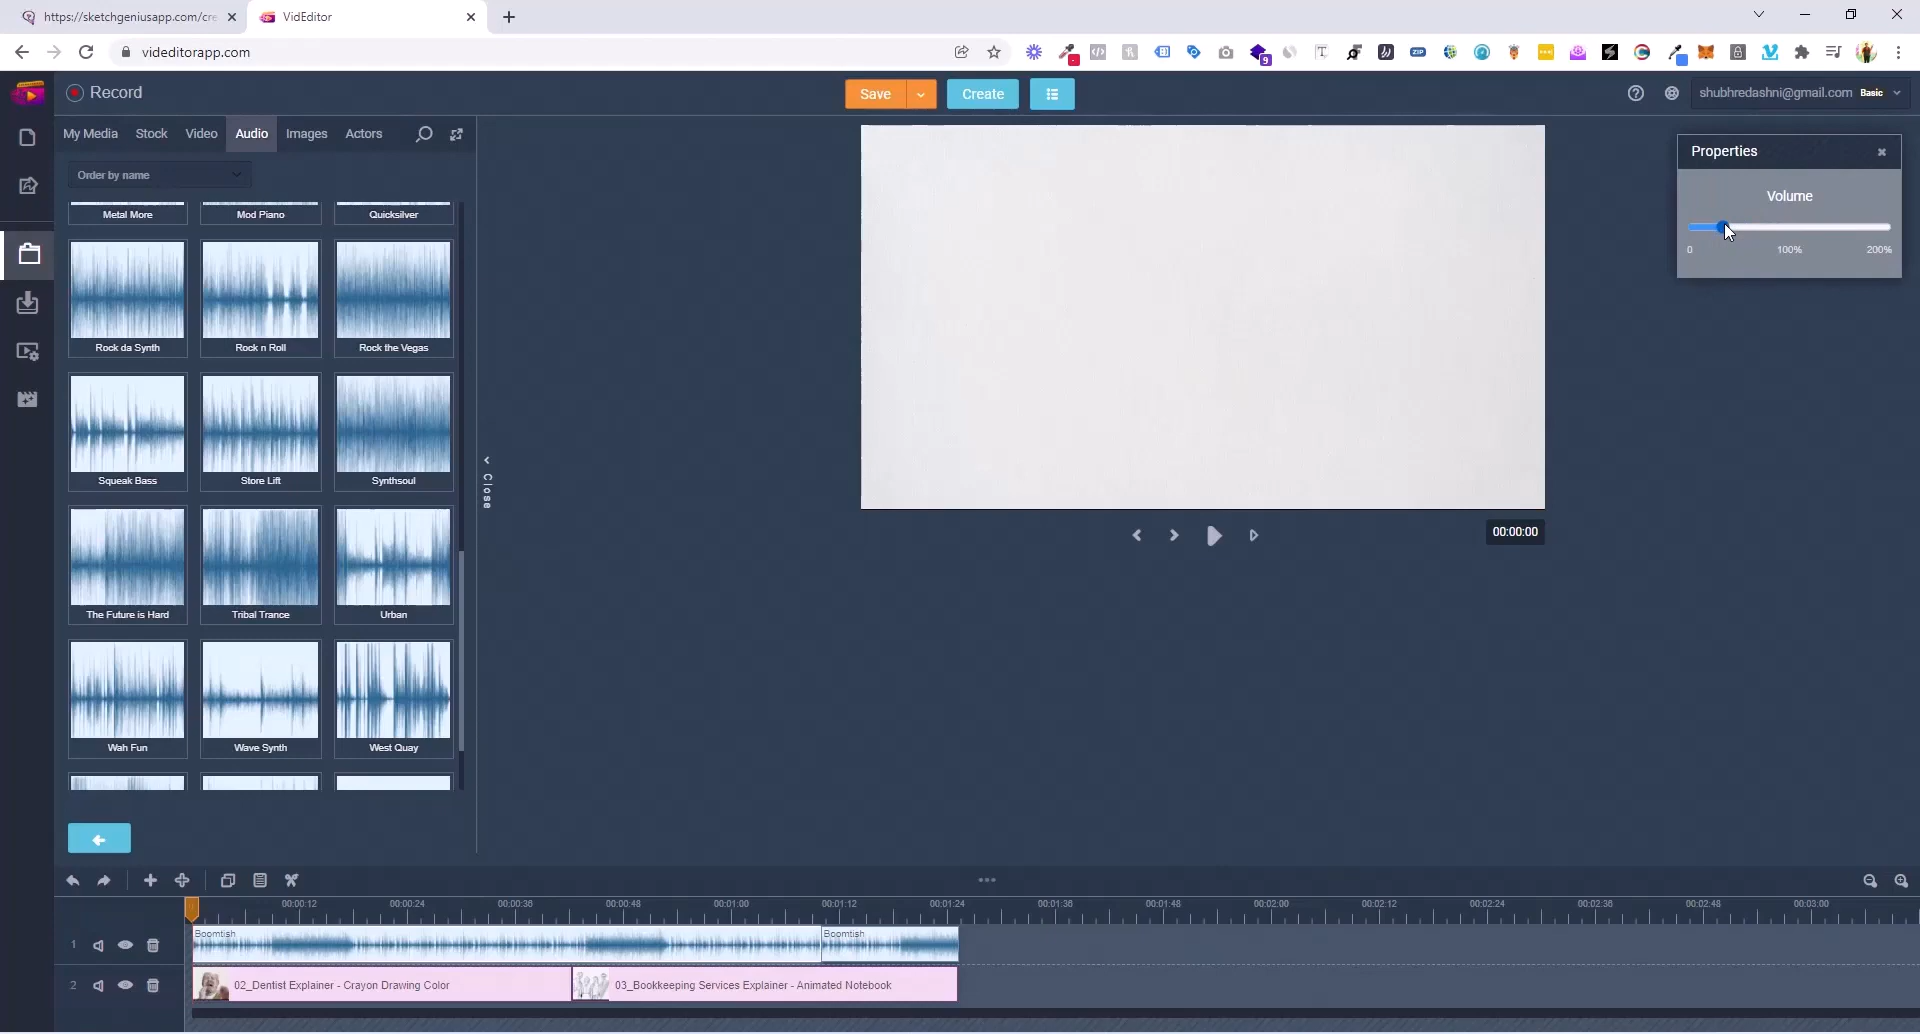 https://sketchgeniusapp.com/cre
VidEditor
videditorapp.com
ZIP
9
Record
Save
Create
shubhredashni@gmail.com Basic
My Media Stock Video Audio Images Actors
Order by name
Properties
Volume
0 100% 200%
Metal More Mod Piano Quicksilver
Rock da Synth Rock n Roll Rock the Vegas
Squeak Bass Store Lift Synthsoul
Close
The Future is Hard Tribal Trance Urban
00:00:00
Wah Fun Wave Synth West Quay
00:00:12 00:00:24 00:00:36 00:00:48 00:01:00 00:01:12 00:01:24 00:01:36 00:01:48 00:02:00 00:02:12 00:02:24 00:02:36 00:02:48 00:03:00
1 Boomtish Boomtish
2 02_Dentist Explainer - Crayon Drawing Color 03_Bookkeeping Services Explainer - Animated Notebook